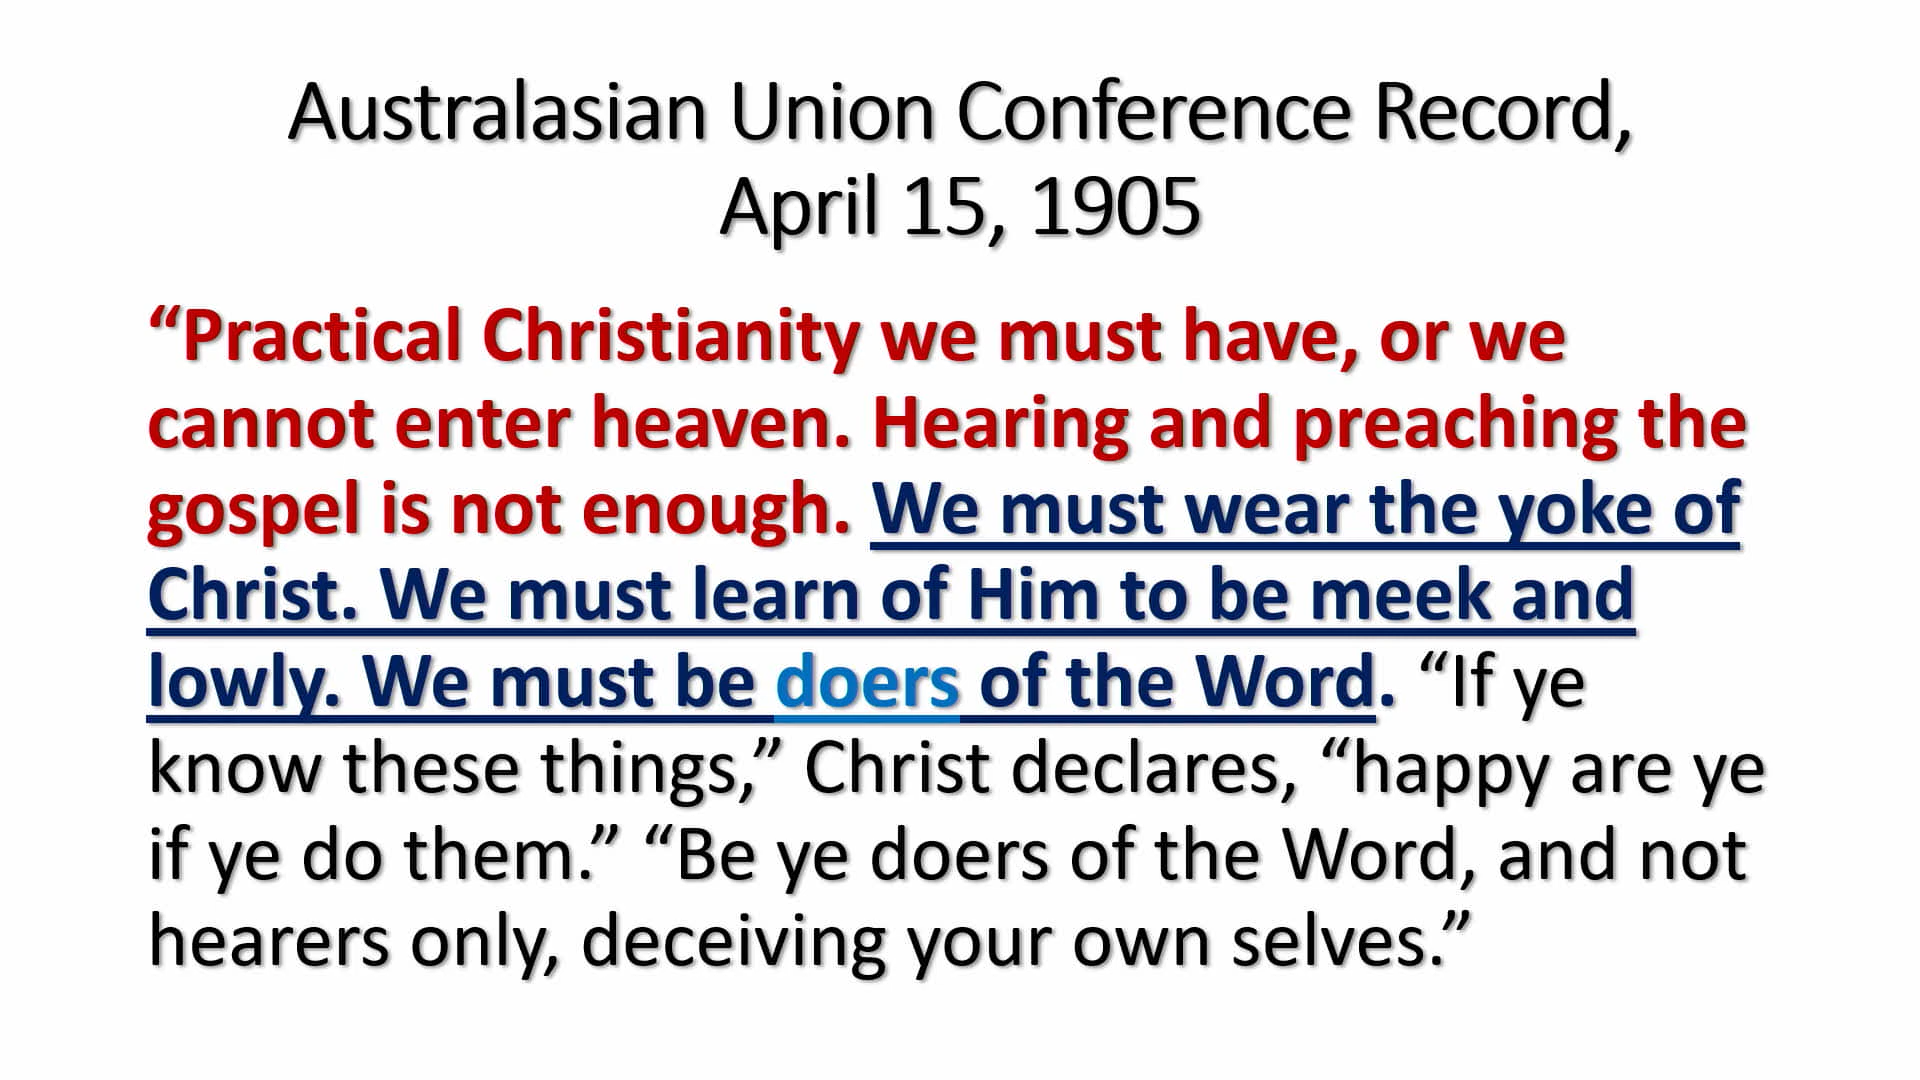 Australasian Union Conference Record,
April 15, 1905
“Practical Christianity we must have, or we
cannot enter heaven. Hearing and preaching the
gospel is not enough. We must wear the yoke of
Christ. We must learn of Him to be meek and
lowly. We must be doers of the Word. “If ye
know these things,” Christ declares, “happy are ye
if ye do them.” “Be ye doers of the Word, and not
hearers only, deceiving your own selves.”